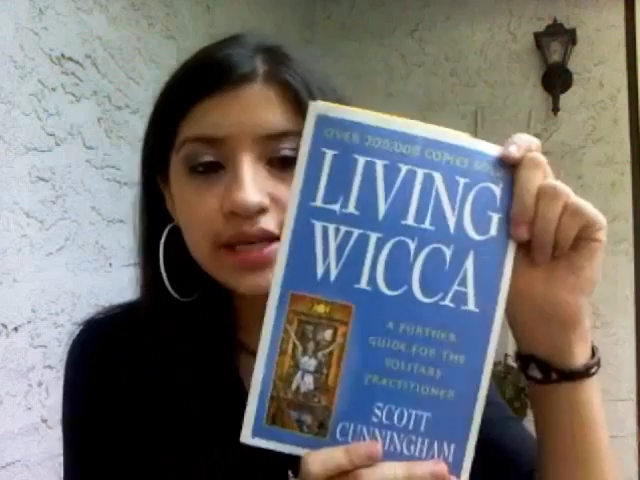 OVER 200,000 COPIES SOLD
LIVING
WICCA
A FURTHER
GUIDE FOR THE
SOLITARY
PRACTITIONER
SCOTT
CUNNINGHAM